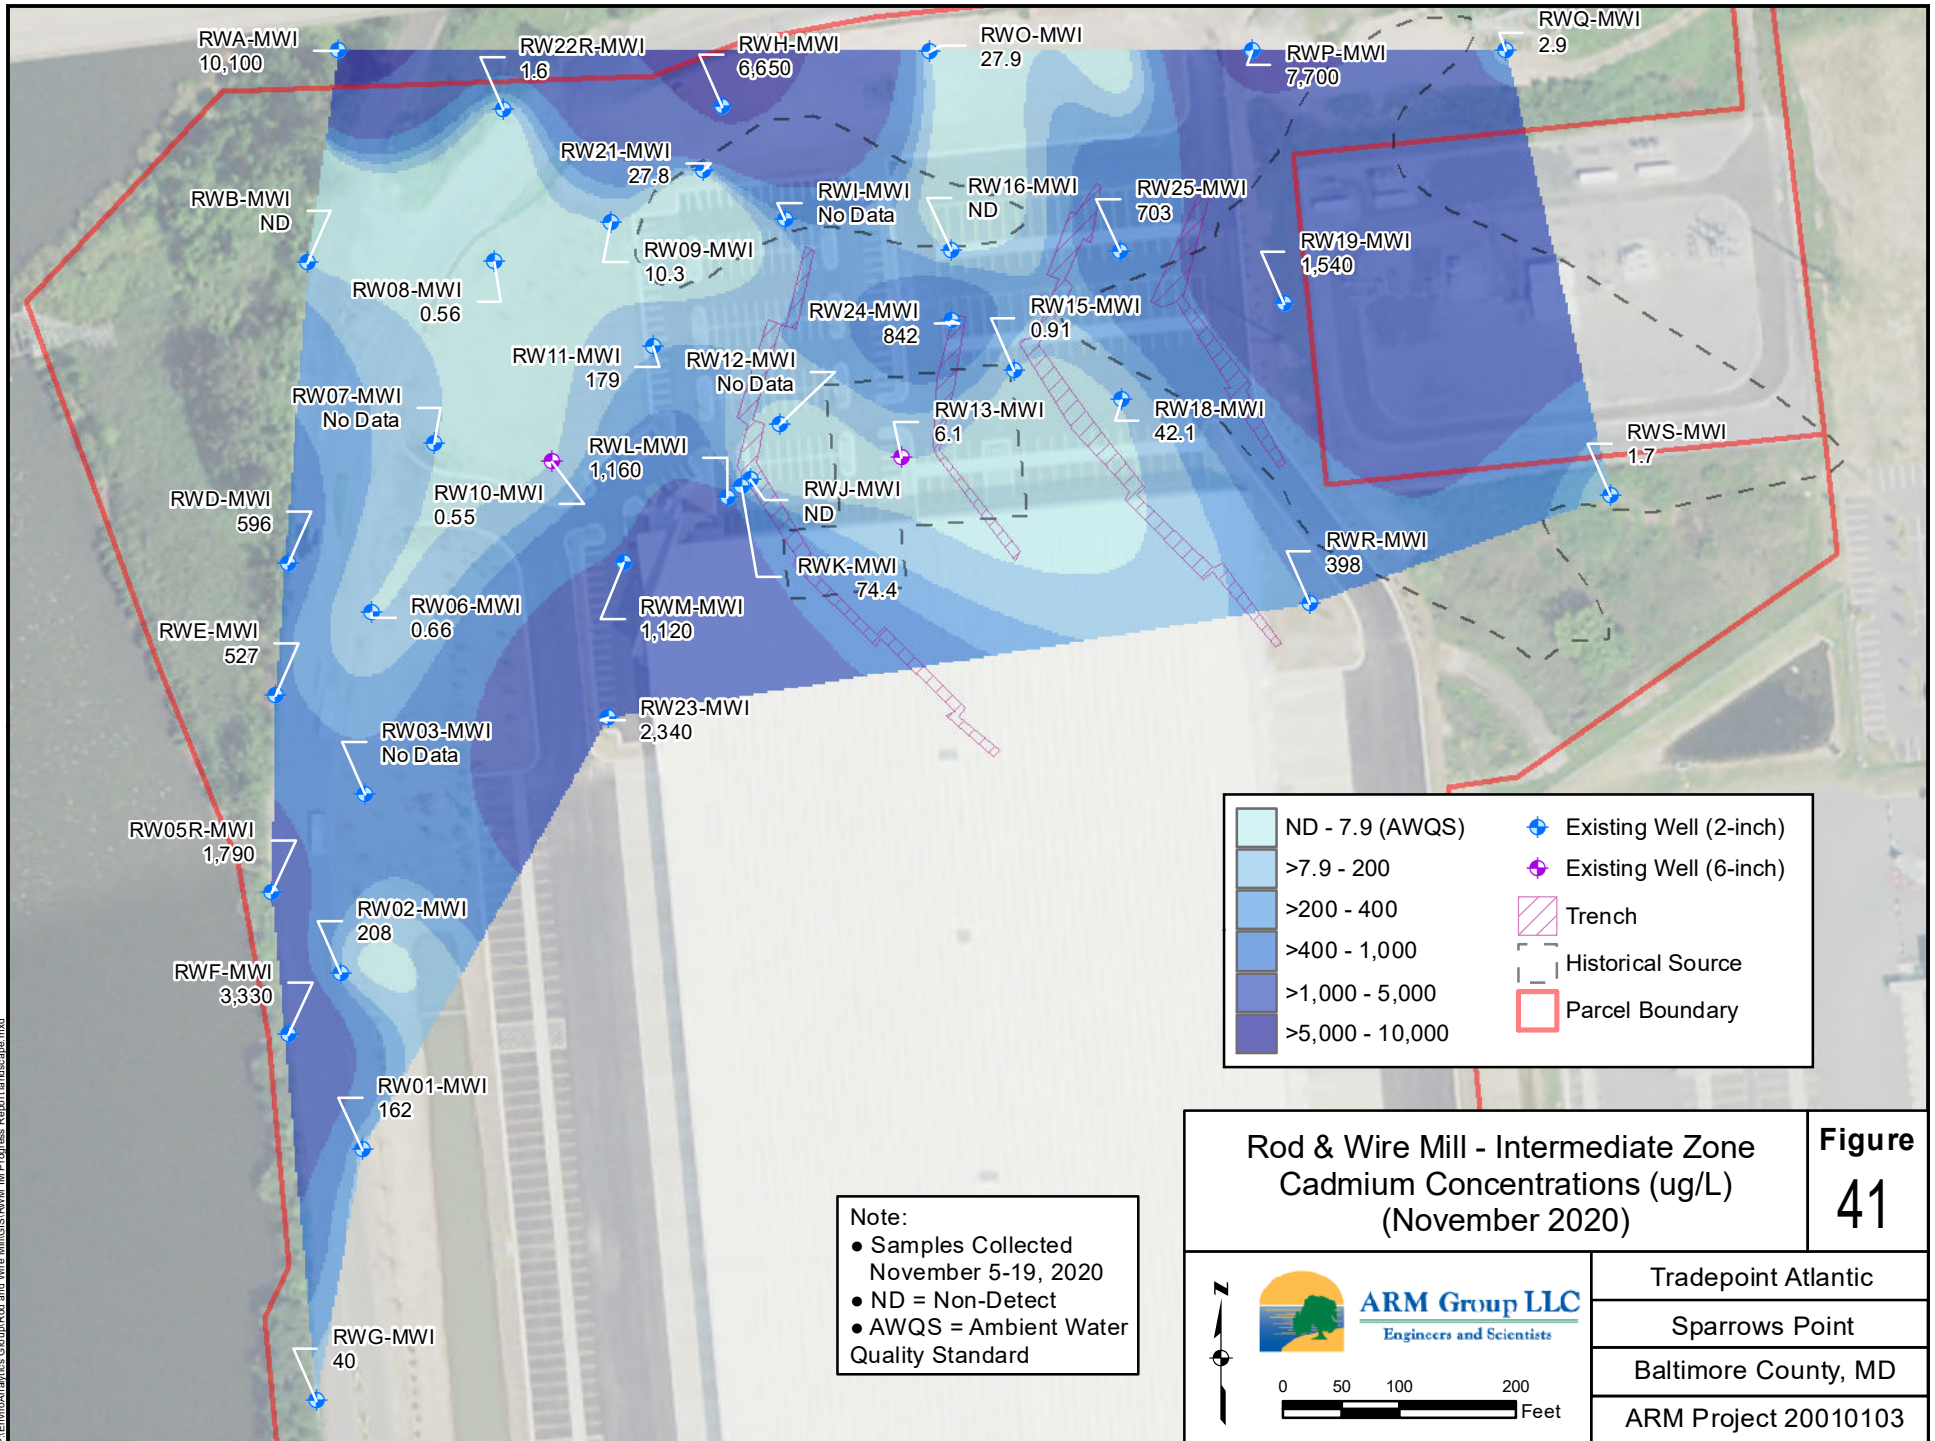 RWA-MWI
10,100
RW22R-MWI
1.6
RWH-MWI
6,650
RWO-MWI
27.9
RWP-MWI
7,700
RWQ-MWI
2.9
RW21-MWI
27.8
RWB-MWI
ND
RWI-MWI
No Data
RW16-MWI
ND
RW25-MWI
703
RW09-MWI
10.3
RW19-MWI
1,540
RW08-MWI
0.56
RW24-MWI
842
RW15-MWI
0.91
RW11-MWI
179
RW12-MWI
No Data
RW07-MWI
No Data
RW13-MWI
6.1
RW18-MWI
42.1
RWS-MWI
1.7
RWL-MWI
1,160
RW10-MWI
0.55
RWJ-MWI
ND
RWD-MWI
596
RWR-MWI
398
RWK-MWI
74.4
RW06-MWI
0.66
RWM-MWI
1,120
RWE-MWI
527
RW23-MWI
2,340
RW03-MWI
No Data
RW05R-MWI
1,790
RW02-MWI
208
RWF-MWI
3,330
RW01-MWI
162
RWG-MWI
40
ND - 7.9 (AWQS)
>7.9 - 200
>200 - 400
>400 - 1,000
>1,000 - 5,000
>5,000 - 10,000
Existing Well (2-inch)
Existing Well (6-inch)
Trench
Historical Source
Parcel Boundary
Note:
● Samples Collected
November 5-19, 2020
● ND = Non-Detect
● AWQS = Ambient Water
Quality Standard
Rod & Wire Mill - Intermediate Zone
Cadmium Concentrations (ug/L)
(November 2020)
Figure
41
N
ARM Group LLC
Engineers and Scientists
0 50 100 200
Feet
Tradepoint Atlantic
Sparrows Point
Baltimore County, MD
ARM Project 20010103